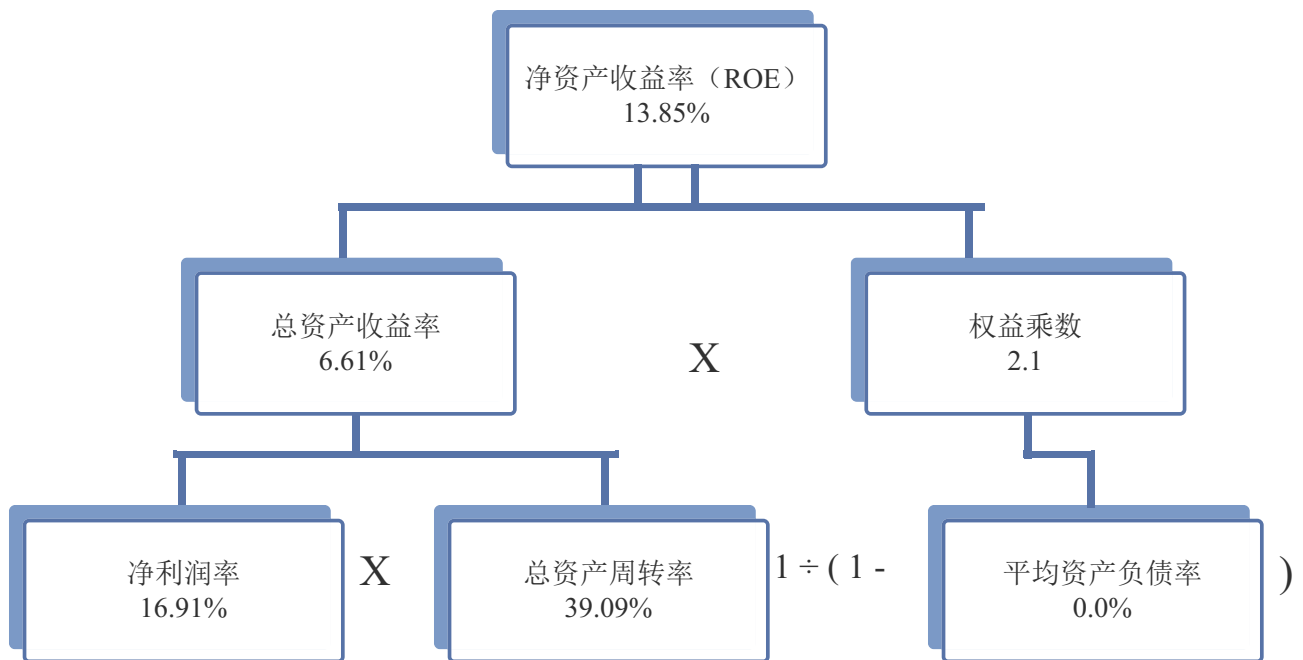 净资产收益率（ROE）
13.85%
总资产收益率
6.61%
X
权益乘数
2.1
净利润率
16.91%
X
总资产周转率
39.09%
1 ÷ ( 1 -
平均资产负债率
0.0%
)